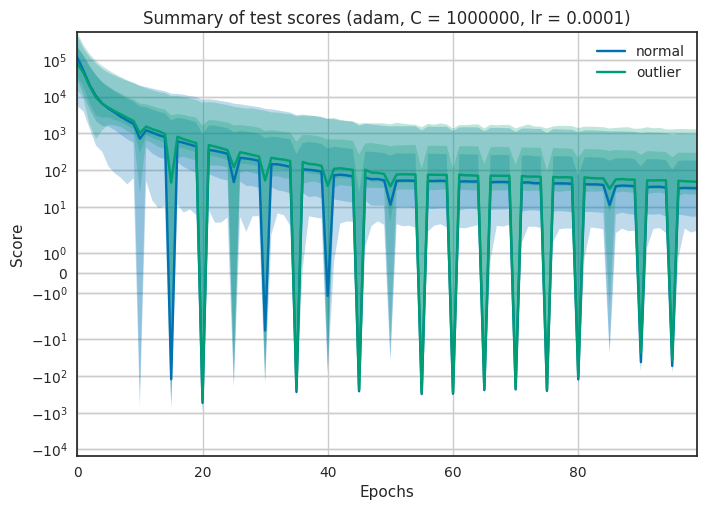 Summary of test scores (adam, C = 1000000, lr = 0.0001)
normal
outlier
Score
10⁵
10⁴
10³
10²
10¹
10⁰
0
−10⁰
−10¹
−10²
−10³
−10⁴
0 20 40 60 80
Epochs